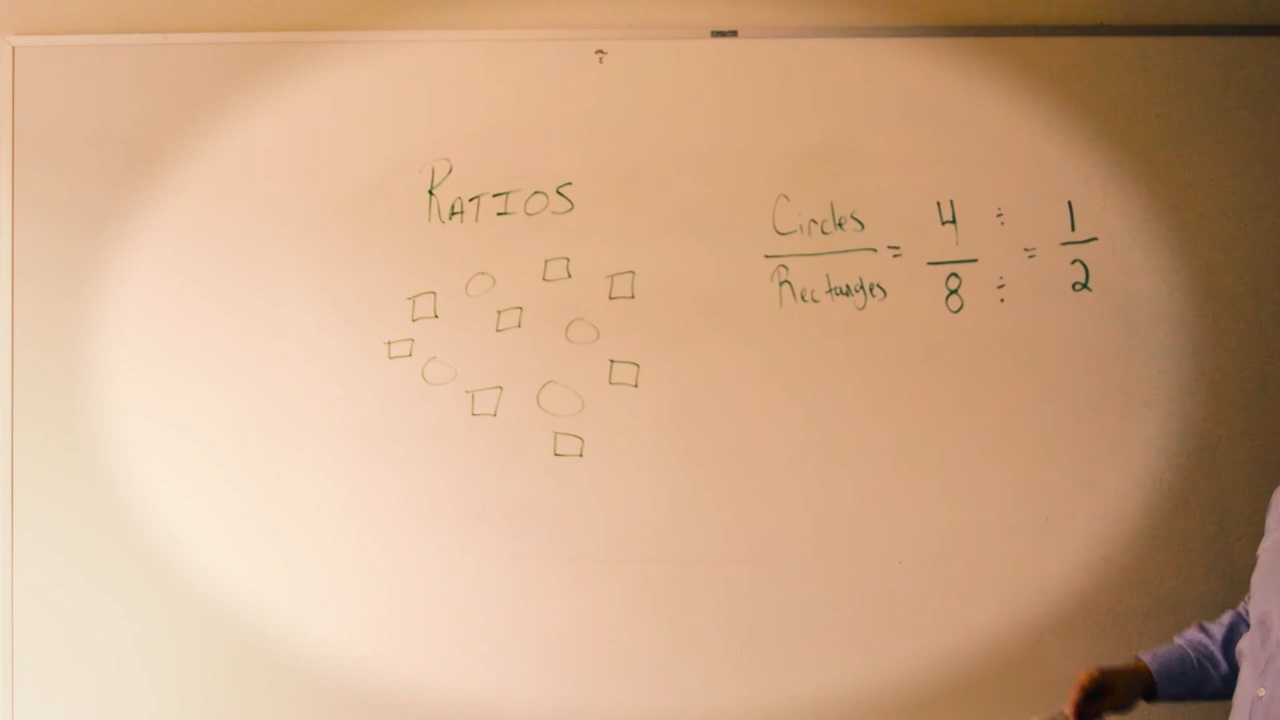 RATIOS
Circles/Rectangles = 4/8 ÷ ÷ = 1/2